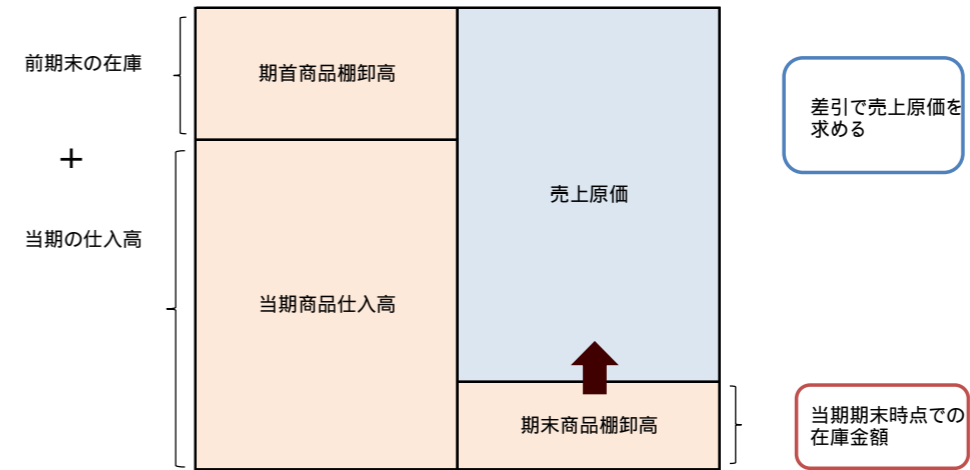 前期末の在庫
+
当期の仕入高
期首商品棚卸高
当期商品仕入高
売上原価
期末商品棚卸高
差引で売上原価を
求める
当期期末時点での
在庫金額